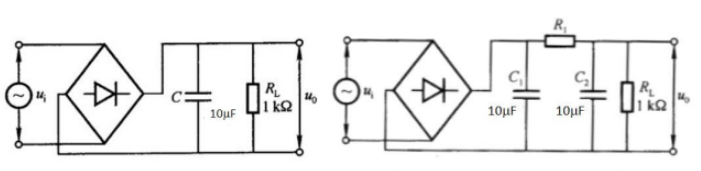 ~ uᵢ C 10μF R_L 1 kΩ u₀
R₁
~ uᵢ C₁ 10μF C₂ 10μF R_L 1 kΩ u₀